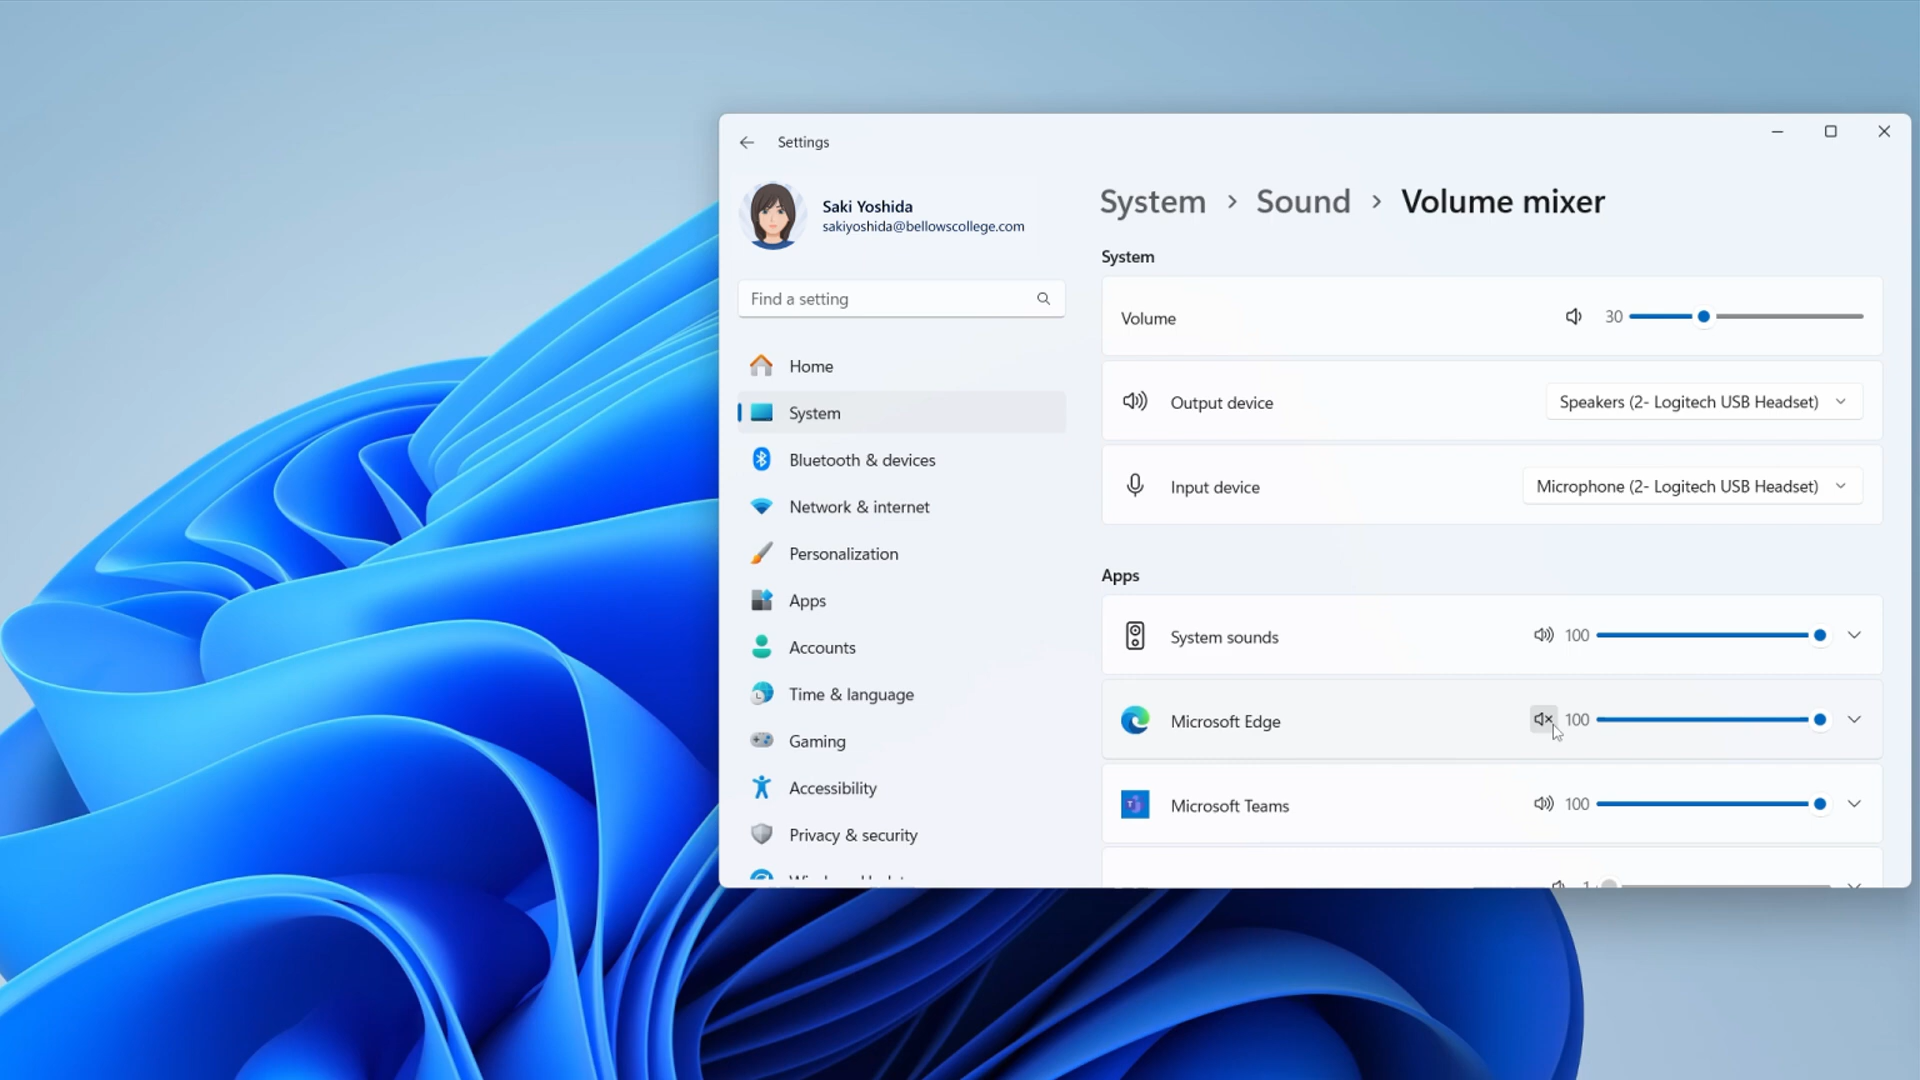 Settings
Saki Yoshida
sakiyoshida@bellowscollege.com
Find a setting
Home
System
Bluetooth & devices
Network & internet
Personalization
Apps
Accounts
Time & language
Gaming
Accessibility
Privacy & security
System > Sound > Volume mixer
System
Volume 30
Output device Speakers (2- Logitech USB Headset)
Input device Microphone (2- Logitech USB Headset)
Apps
System sounds 100
Microsoft Edge 100
Microsoft Teams 100